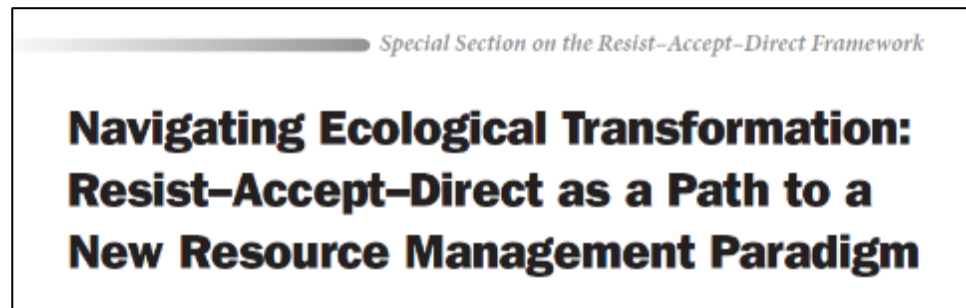 Special Section on the Resist–Accept–Direct Framework
Navigating Ecological Transformation:
Resist–Accept–Direct as a Path to a
New Resource Management Paradigm